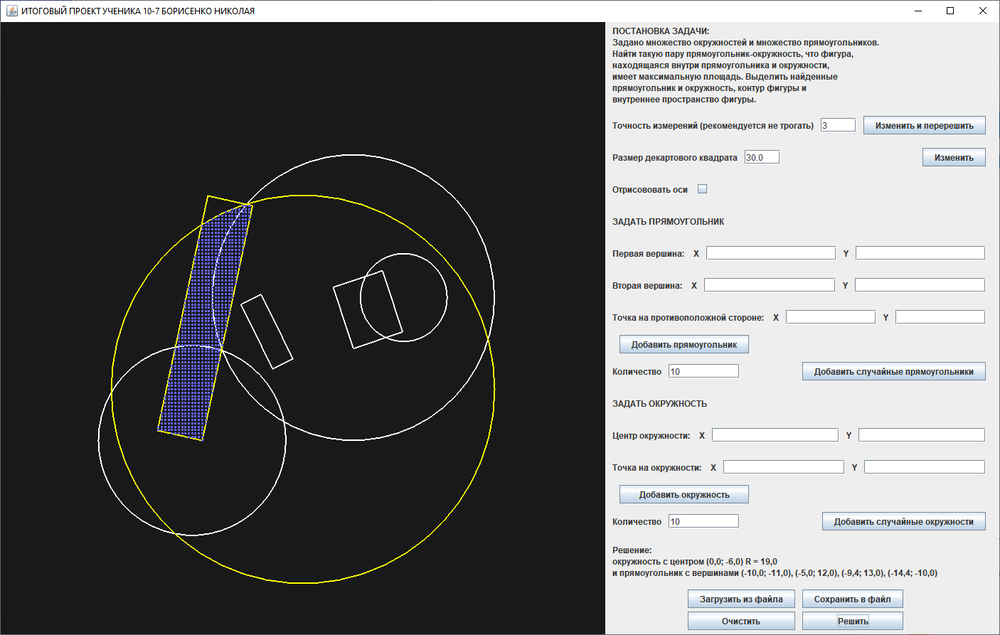 ИТОГОВЫЙ ПРОЕКТ УЧЕНИКА 10-7 БОРИСЕНКО НИКОЛАЯ
ПОСТАНОВКА ЗАДАЧИ:
Задано множество окружностей и множество прямоугольников.
Найти такую пару прямоугольник-окружность, что фигура,
находящаяся внутри прямоугольника и окружности,
имеет максимальную площадь. Выделить найденные
прямоугольник и окружность, контур фигуры и
внутреннее пространство фигуры.
Точность измерений (рекомендуется не трогать) 3 Изменить и перерешить
Размер декартового квадрата 30.0 Изменить
Отрисовать оси
ЗАДАТЬ ПРЯМОУГОЛЬНИК
Первая вершина: X Y
Вторая вершина: X Y
Точка на противоположной стороне: X Y
Добавить прямоугольник
Количество 10 Добавить случайные прямоугольники
ЗАДАТЬ ОКРУЖНОСТЬ
Центр окружности: X Y
Точка на окружности: X Y
Добавить окружность
Количество 10 Добавить случайные окружности
Решение:
окружность с центром (0,0; -6,0) R = 19,0
и прямоугольник с вершинами (-10,0; -11,0), (-5,0; 12,0), (-9,4; 13,0), (-14,4; -10,0)
Загрузить из файла Сохранить в файл
Очистить Решить